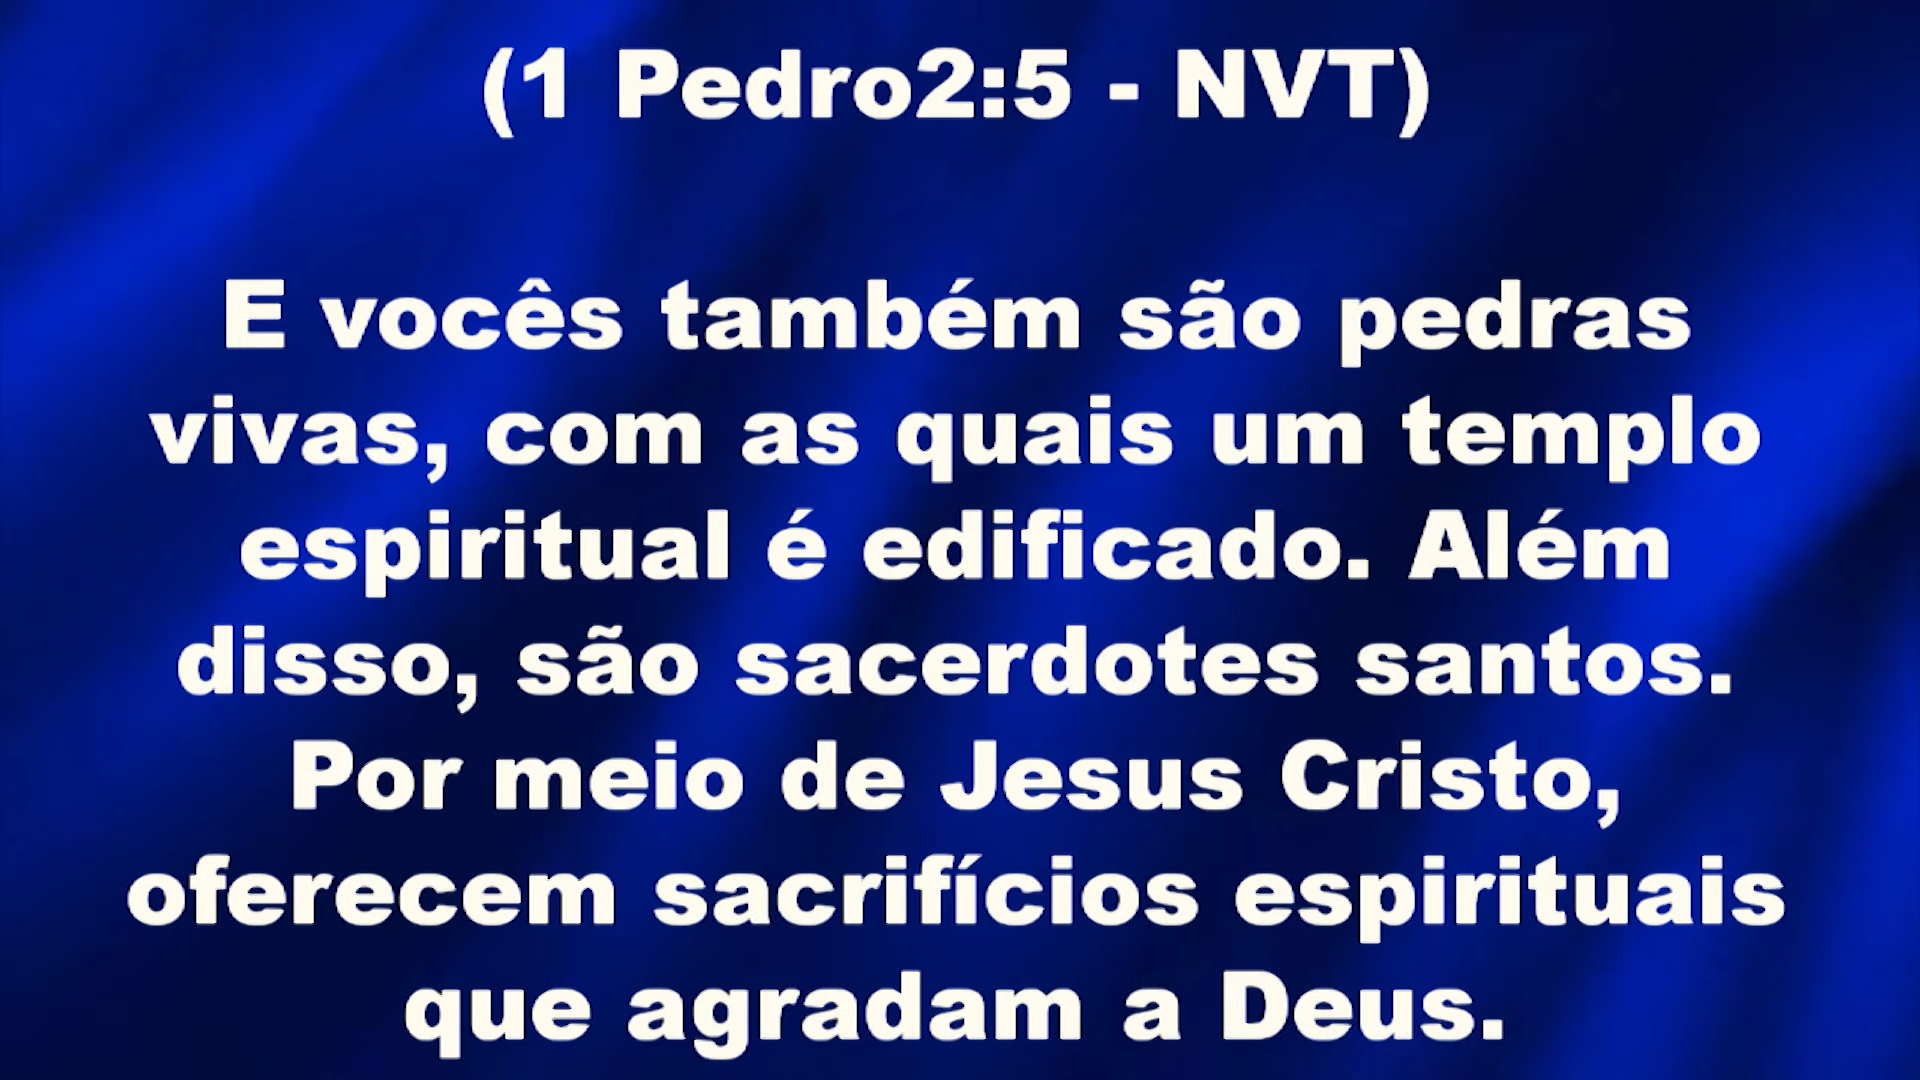 (1 Pedro2:5 - NVT)
E vocês também são pedras
vivas, com as quais um templo
espiritual é edificado. Além
disso, são sacerdotes santos.
Por meio de Jesus Cristo,
oferecem sacrifícios espirituais
que agradam a Deus.